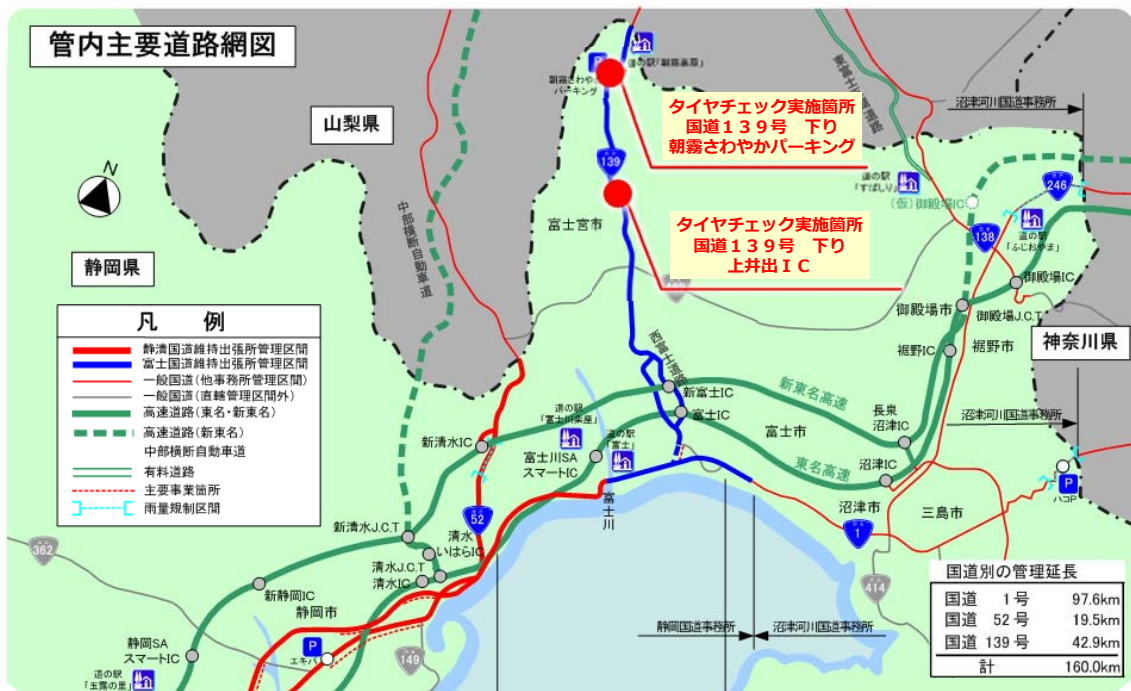 管内主要道路網図
山梨県
N
静岡県
中部横断自動車道
凡 例
静清国道維持出張所管理区間
富士国道維持出張所管理区間
一般国道(他事務所管理区間)
一般国道(直轄管理区間外)
高速道路(東名・新東名)
高速道路(新東名)
中部横断自動車道
有料道路
主要事業箇所
雨量規制区間
P
道の駅「朝霧高原」
朝霧さわやか
パーキング
139
タイヤチェック実施箇所
国道139号 下り
朝霧さわやかパーキング
富士宮市
タイヤチェック実施箇所
国道139号 下り
上井出IC
沼津河川国道事務所
道の駅
「すばしり」
(仮)御殿場IC
246
138
道の駅
「ふじおやま」
御殿場IC
御殿場市
御殿場J.C.T
裾野IC
裾野市
神奈川県
沼津河川国道事務所
西富士道路
新富士IC
新東名高速
富士IC
道の駅
「富士川楽座」
道の駅
「富士」
富士川SA
スマートIC
富士市
長泉
沼津IC
東名高速
沼津IC
新清水IC
富士川
沼津市
三島市
P
ハコP
1
52
新清水J.C.T
清水
いはらIC
清水J.C.T
清水IC
362
新静岡IC
静岡市
静岡SA
スマートIC
P
エキパ
道の駅
「玉露の里」
149
414
静岡国道事務所
沼津河川国道事務所
国道別の管理延長
国道 1号 97.6km
国道 52号 19.5km
国道 139号 42.9km
計 160.0km